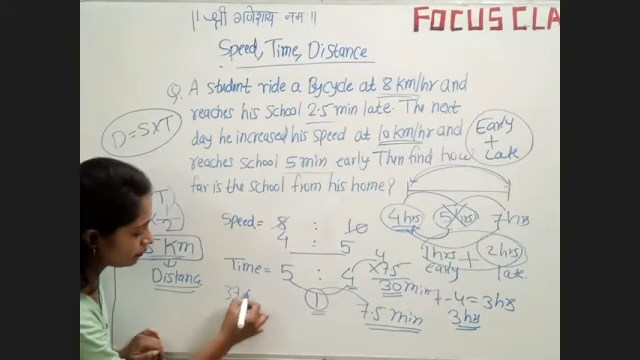 ॥ श्री गणेशाय नमः ॥
FOCUS CLA
Speed, Time, Distance
Q. A student ride a Bycycle at 8 km/hr and
reaches his School 2.5 min late. The next
day he increased his speed at 10 km/hr and
reaches school 5 min early Then find how
far is the school from his home?
D = S×T
Early
+
Late
Speed = 8 : 10
4 : 5
Time = 5 : 4
1
×7.5
4
30 min
7.5 min
4 hrs 5 hrs 7 hrs
1 hrs + 2 hrs
early late.
7-4 = 3 hrs
3 hrs
5 KM
Distance
37